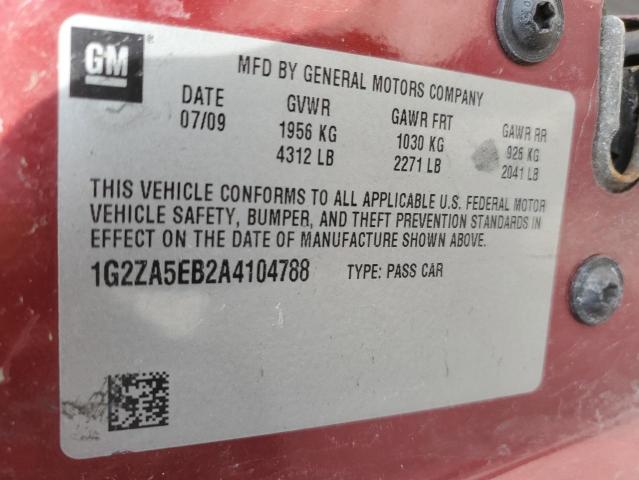 GM
MFD BY GENERAL MOTORS COMPANY
DATE GVWR GAWR FRT GAWR RR
07/09 1956 KG 1030 KG 926 KG
4312 LB 2271 LB 2041 LB
THIS VEHICLE CONFORMS TO ALL APPLICABLE U.S. FEDERAL MOTOR
VEHICLE SAFETY, BUMPER, AND THEFT PREVENTION STANDARDS IN
EFFECT ON THE DATE OF MANUFACTURE SHOWN ABOVE.
1G2ZA5EB2A4104788 TYPE: PASS CAR